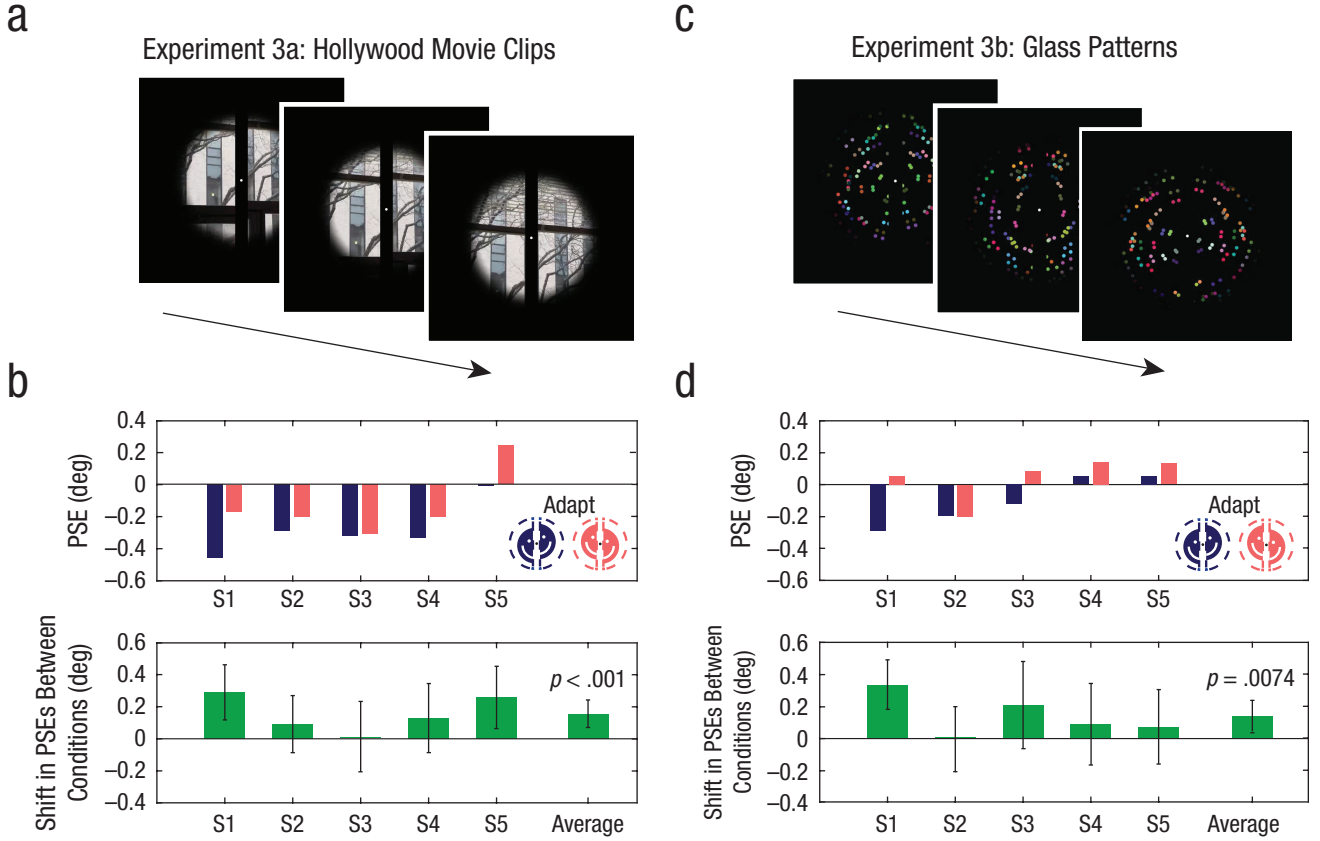 a
Experiment 3a: Hollywood Movie Clips
b
PSE (deg)
0.4
0.2
0
−0.2
−0.4
−0.6
Adapt
S1 S2 S3 S4 S5
Shift in PSEs Between
Conditions (deg)
0.6
0.4
0.2
0
−0.2
−0.4
p < .001
S1 S2 S3 S4 S5 Average
c
Experiment 3b: Glass Patterns
d
PSE (deg)
0.4
0.2
0
−0.2
−0.4
−0.6
Adapt
S1 S2 S3 S4 S5
Shift in PSEs Between
Conditions (deg)
0.6
0.4
0.2
0
−0.2
−0.4
p = .0074
S1 S2 S3 S4 S5 Average